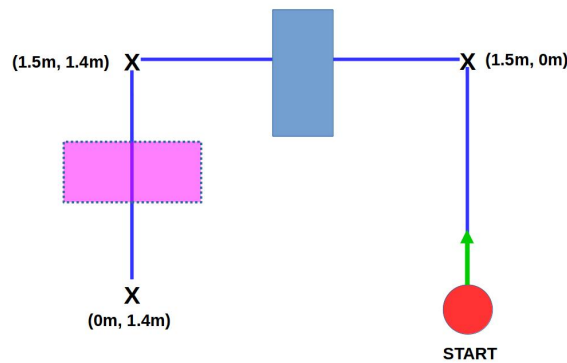 (1.5m, 1.4m) X X (1.5m, 0m)
X
(0m, 1.4m)
START